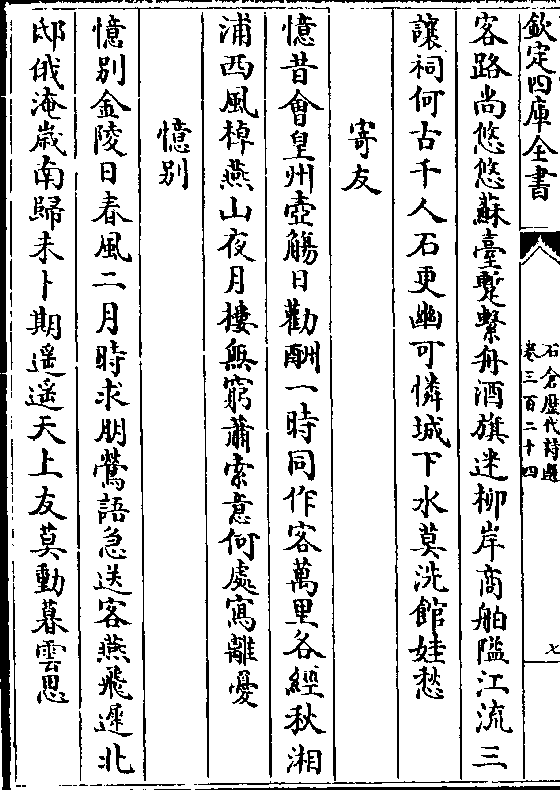 欽定四庫全書
石倉歴代詩選
卷三百二十四
七
客路尚悠悠蘇臺蹔繋舟酒旗迷柳岸商舶隘江流三
讓祠何古千人石更幽可憐城下水莫洗館娃愁
寄友
憶昔會皇州壺觴日勸酬一時同作客萬里各經秋湘
浦西風棹燕山夜月樓無窮蕭索意何處寫離憂
憶别
憶别金陵日春風二月時求朋鶯語急送客燕飛遲北
邸俄淹歲南歸未卜期遥遥天上友莫動暮雲思